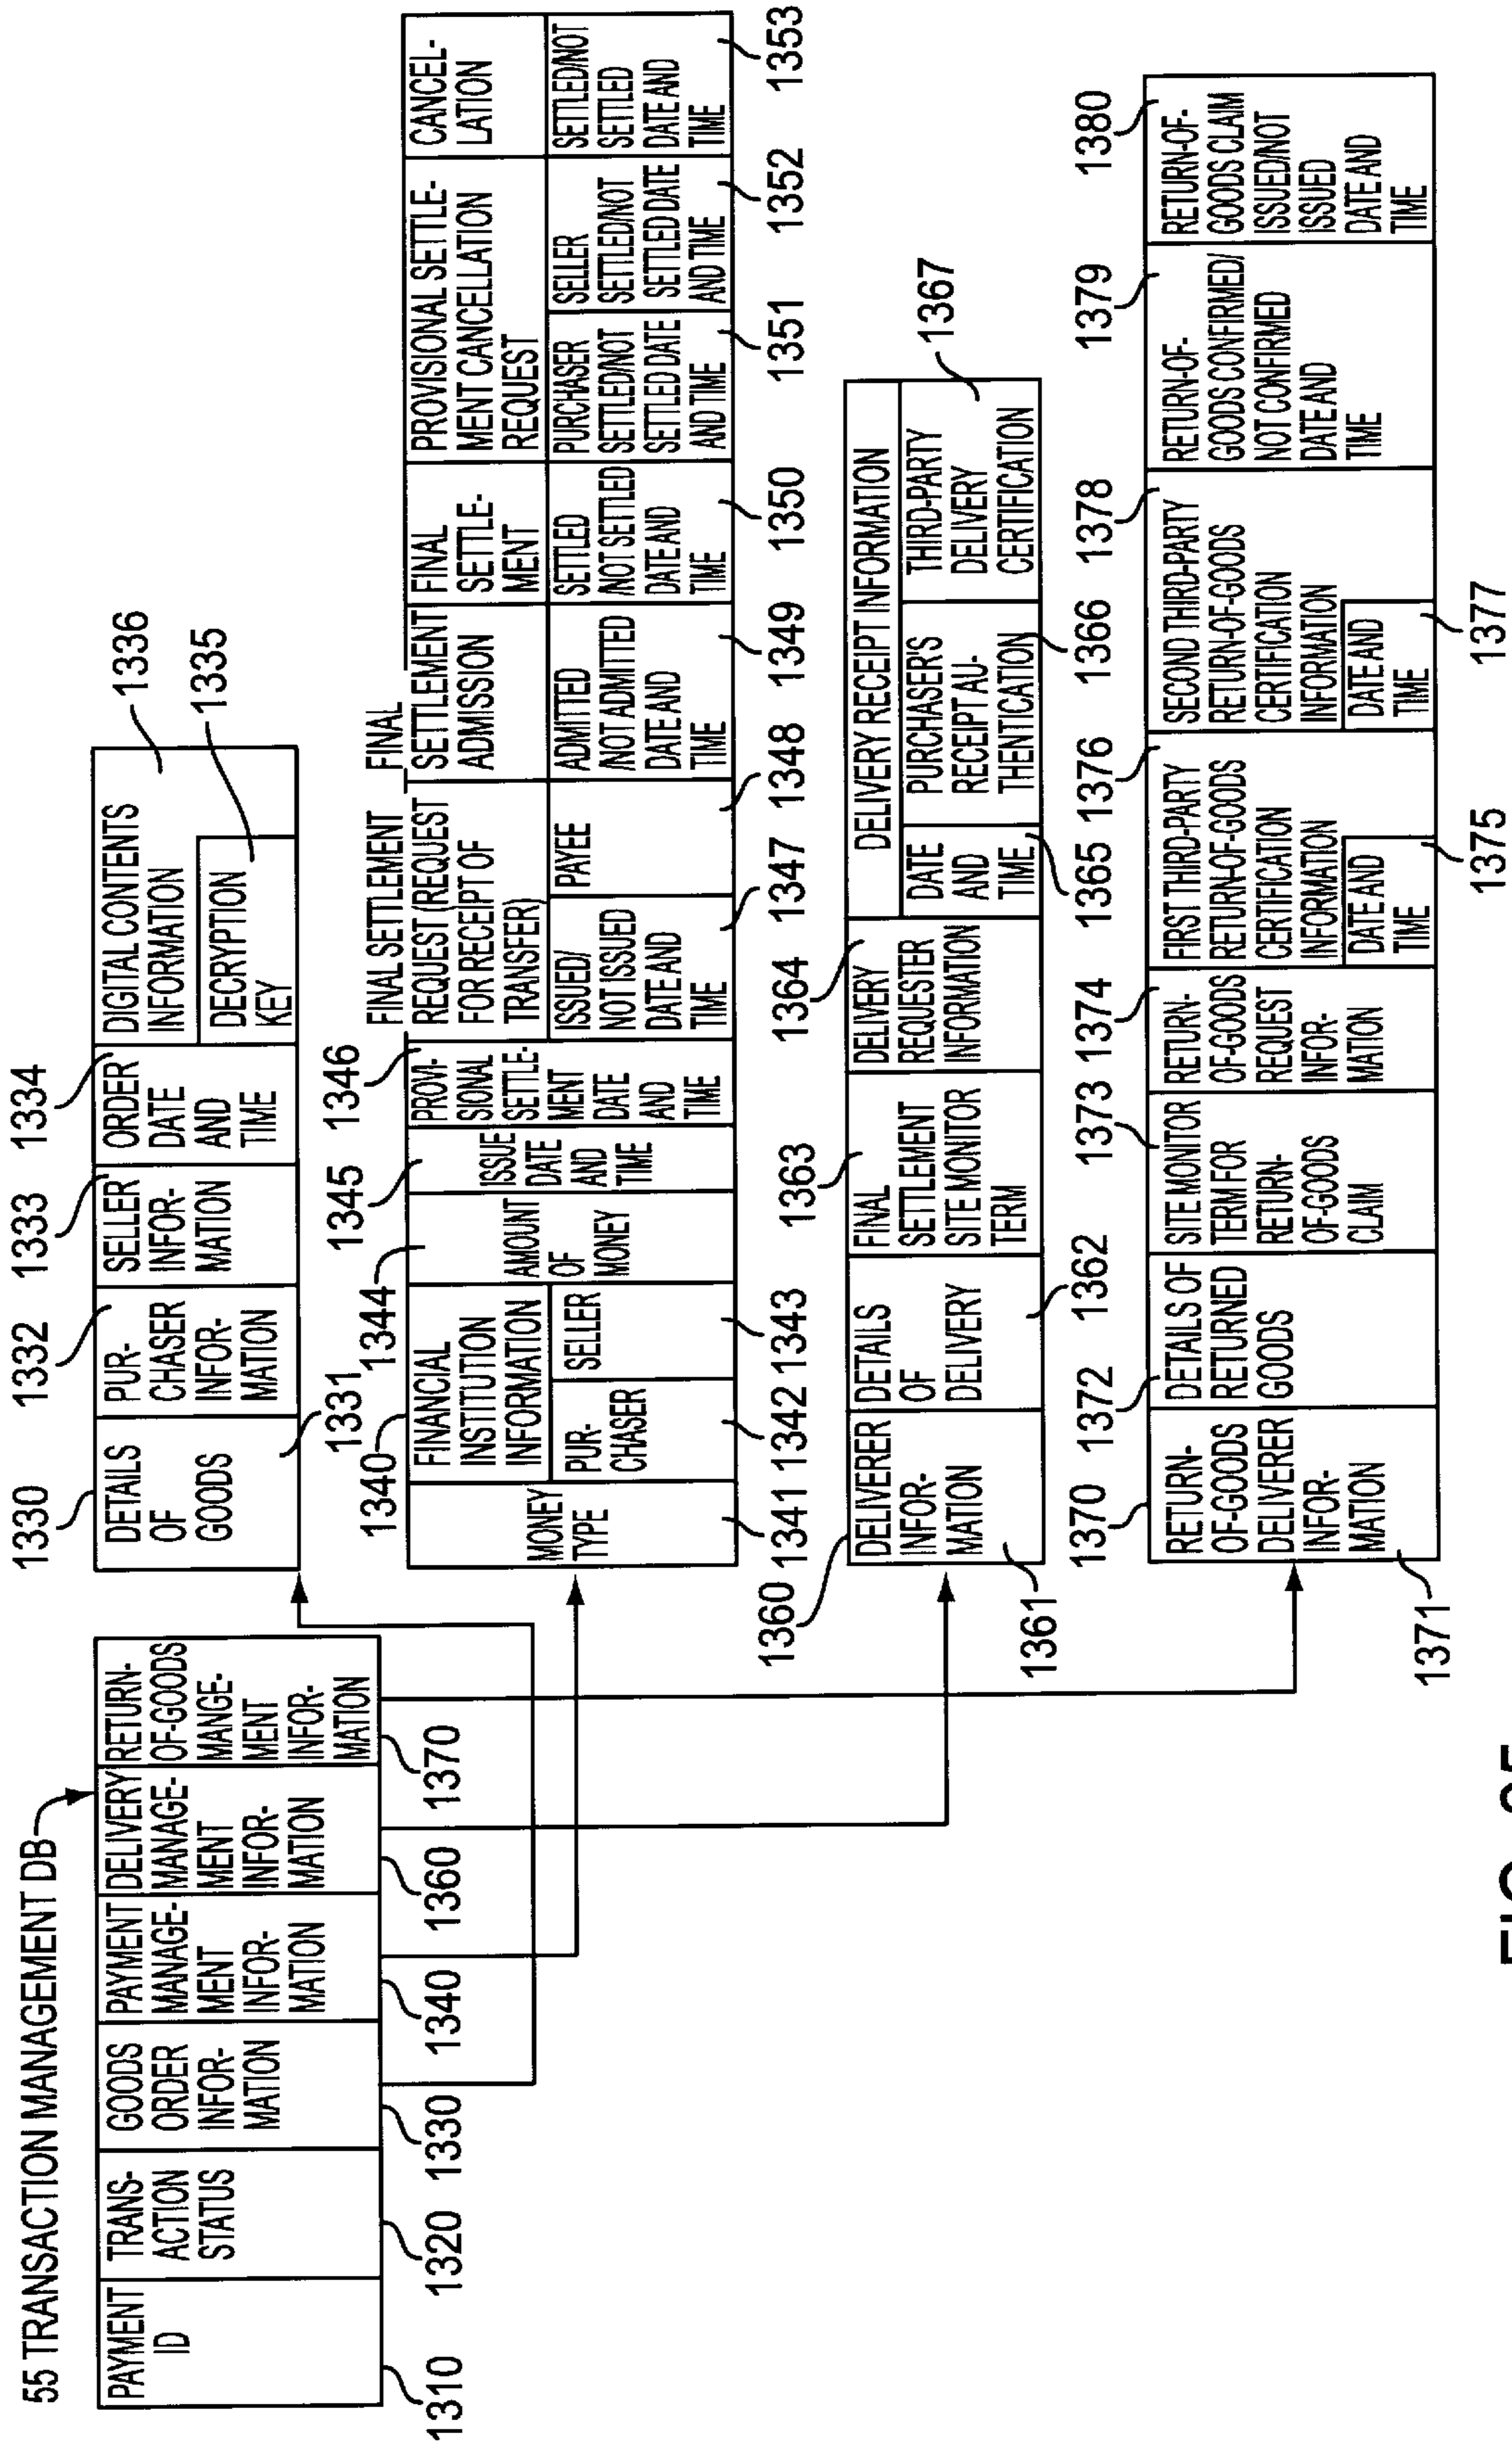 55 TRANSACTION MANAGEMENT DB
PAYMENT
ID
1310
TRANS-
ACTION
STATUS
1320
GOODS
ORDER
INFOR-
MATION
1330
PAYMENT
MANAGE-
MENT
INFOR-
MATION
1340
DELIVERY
MANAGE-
MENT
INFOR-
MATION
1360
RETURN-
OF-GOODS
MANGE-
MENT
INFOR-
MATION
1370
1330
DETAILS
OF
GOODS
1331
1332
PUR-
CHASER
INFOR-
MATION
1333
SELLER
INFOR-
MATION
1334
ORDER
DATE
AND
TIME
DIGITAL CONTENTS
INFORMATION
1336
DECRYPTION
KEY
1335
1340
MONEY
TYPE
1341
FINANCIAL
INSTITUTION
INFORMATION
PUR-
CHASER
1342
SELLER
1343
1344
AMOUNT
OF
MONEY
1345
ISSUE
DATE
AND
TIME
1346
PROVI-
SIONAL
SETTLE-
MENT
DATE
AND
TIME
FINAL SETTLEMENT
REQUEST (REQUEST
FOR RECEIPT OF
TRANSFER)
ISSUED/
NOT ISSUED
DATE AND
TIME
1347
PAYEE
1348
FINAL
SETTLEMENT
ADMISSION
ADMITTED
/NOT ADMITTED
DATE AND
TIME
1349
FINAL
SETTLE-
MENT
SETTLED
/NOT SETTLED
DATE AND
TIME
1350
PROVISIONAL SETTLE-
MENT CANCELLATION
REQUEST
PURCHASER
SETTLED/NOT
SETTLED DATE
AND TIME
1351
SELLER
SETTLED/NOT
SETTLED DATE
AND TIME
1352
CANCEL-
LATION
SETTLED/NOT
SETTLED
DATE AND
TIME
1353
1360
DELIVERER
INFOR-
MATION
1361
DETAILS
OF
DELIVERY
1362
1363
FINAL
SETTLEMENT
SITE MONITOR
TERM
1364
DELIVERY
REQUESTER
INFORMATION
DELIVERY RECEIPT INFORMATION
DATE
AND
TIME
1365
PURCHASER'S
RECEIPT AU-
THENTICATION
1366
THIRD-PARTY
DELIVERY
CERTIFICATION
1367
1370
RETURN-
OF-GOODS
DELIVERER
INFOR-
MATION
1371
1372
DETAILS OF
RETURNED
GOODS
1373
SITE MONITOR
TERM FOR
RETURN-
OF-GOODS
CLAIM
1374
RETURN-
OF-GOODS
REQUEST
INFOR-
MATION
1376
FIRST THIRD-PARTY
RETURN-OF-GOODS
CERTIFICATION
INFORMATION
DATE AND
TIME
1375
1378
SECOND THIRD-PARTY
RETURN-OF-GOODS
CERTIFICATION
INFORMATION
DATE AND
TIME
1377
1379
RETURN-OF-
GOODS CONFIRMED/
NOT CONFIRMED
DATE AND
TIME
1380
RETURN-OF-
GOODS CLAIM
ISSUED/NOT
ISSUED
DATE AND
TIME